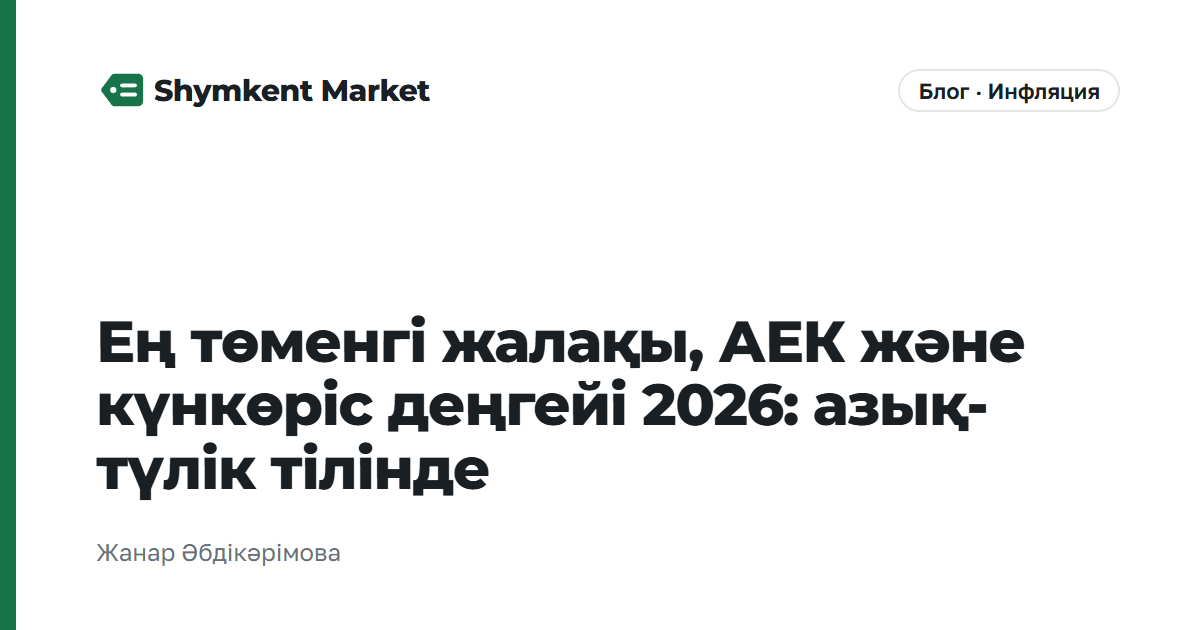 Shymkent Market
Блог · Инфляция
Ең төменгі жалақы, АЕК және
күнкөріс деңгейі 2026: азық-
түлік тілінде
Жанар Әбдікәрімова